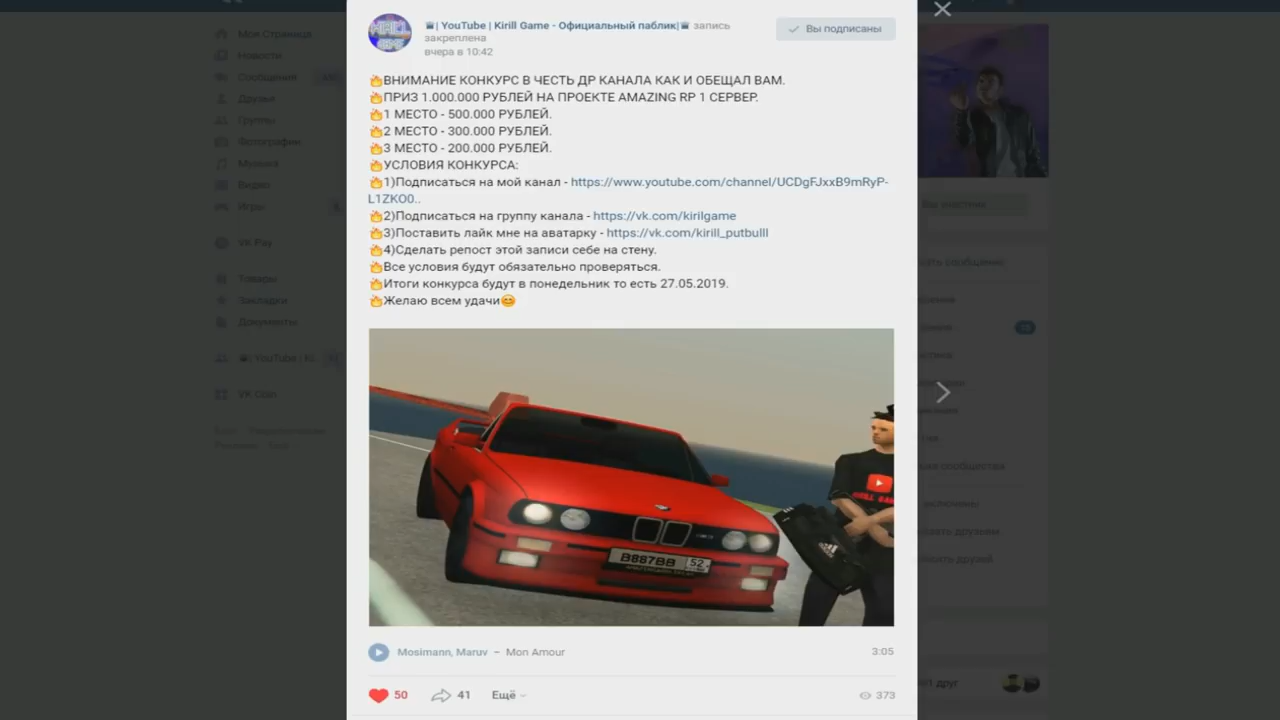 ♛| YouTube | Kirill Game - Официальный паблик|♛ запись
закреплена
вчера в 10:42
Вы подписаны
🔥ВНИМАНИЕ КОНКУРС В ЧЕСТЬ ДР КАНАЛА КАК И ОБЕЩАЛ ВАМ.
🔥ПРИЗ 1.000.000 РУБЛЕЙ НА ПРОЕКТЕ AMAZING RP 1 СЕРВЕР.
🔥1 МЕСТО - 500.000 РУБЛЕЙ.
🔥2 МЕСТО - 300.000 РУБЛЕЙ.
🔥3 МЕСТО - 200.000 РУБЛЕЙ.
🔥УСЛОВИЯ КОНКУРСА:
🔥1)Подписаться на мой канал - https://www.youtube.com/channel/UCDgFJxxB9mRyP-
L1ZKO0..
🔥2)Подписаться на группу канала - https://vk.com/kirilgame
🔥3)Поставить лайк мне на аватарку - https://vk.com/kirill_putbulll
🔥4)Сделать репост этой записи себе на стену.
🔥Все условия будут обязательно проверяться.
🔥Итоги конкурса будут в понедельник то есть 27.05.2019.
🔥Желаю всем удачи😊
B887BB 52
Mosimann, Maruv – Mon Amour
3:05
50
41
Ещё
373
Моя Страница
Новости
Сообщения
Друзья
Группы
Фотографии
Музыка
Видео
Игры
VK Pay
Товары
Закладки
Документы
| YouTube | Ki
VK Coin